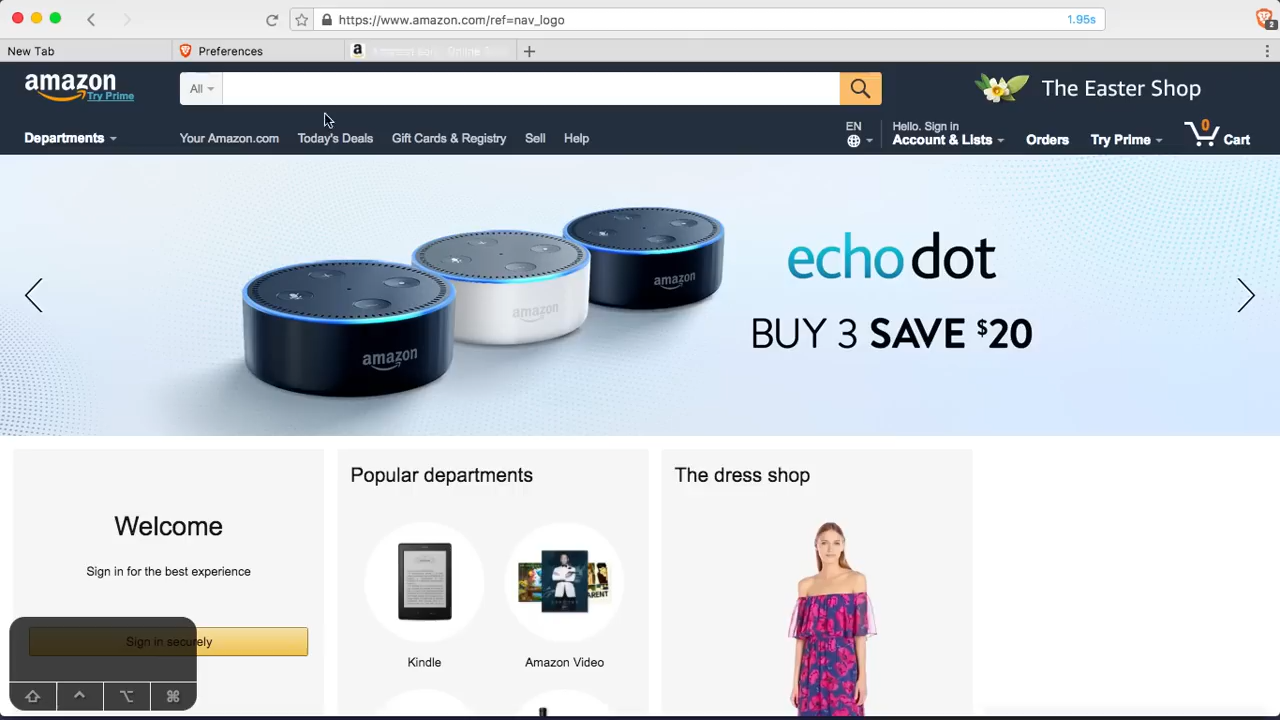 https://www.amazon.com/ref=nav_logo
1.95s
2
New Tab
Preferences
amazon
Try Prime
All
The Easter Shop
Departments
Your Amazon.com
Today's Deals
Gift Cards & Registry
Sell
Help
EN
Hello. Sign in
Account & Lists
Orders
Try Prime
0
Cart
amazon
amazon
amazon
echo dot
BUY 3 SAVE $20
Welcome
Sign in for the best experience
Sign in securely
Popular departments
Kindle
Amazon Video
The dress shop